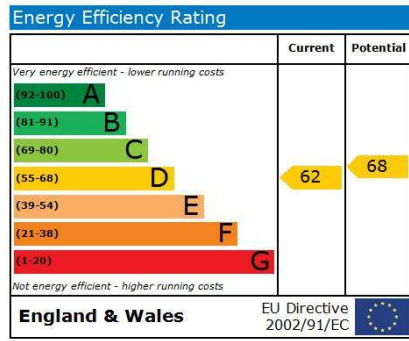 Energy Efficiency Rating
Current Potential
Very energy efficient - lower running costs
(92-100) A
(81-91) B
(69-80) C
(55-68) D
62
68
(39-54) E
(21-38) F
(1-20) G
Not energy efficient - higher running costs
England & Wales
EU Directive
2002/91/EC